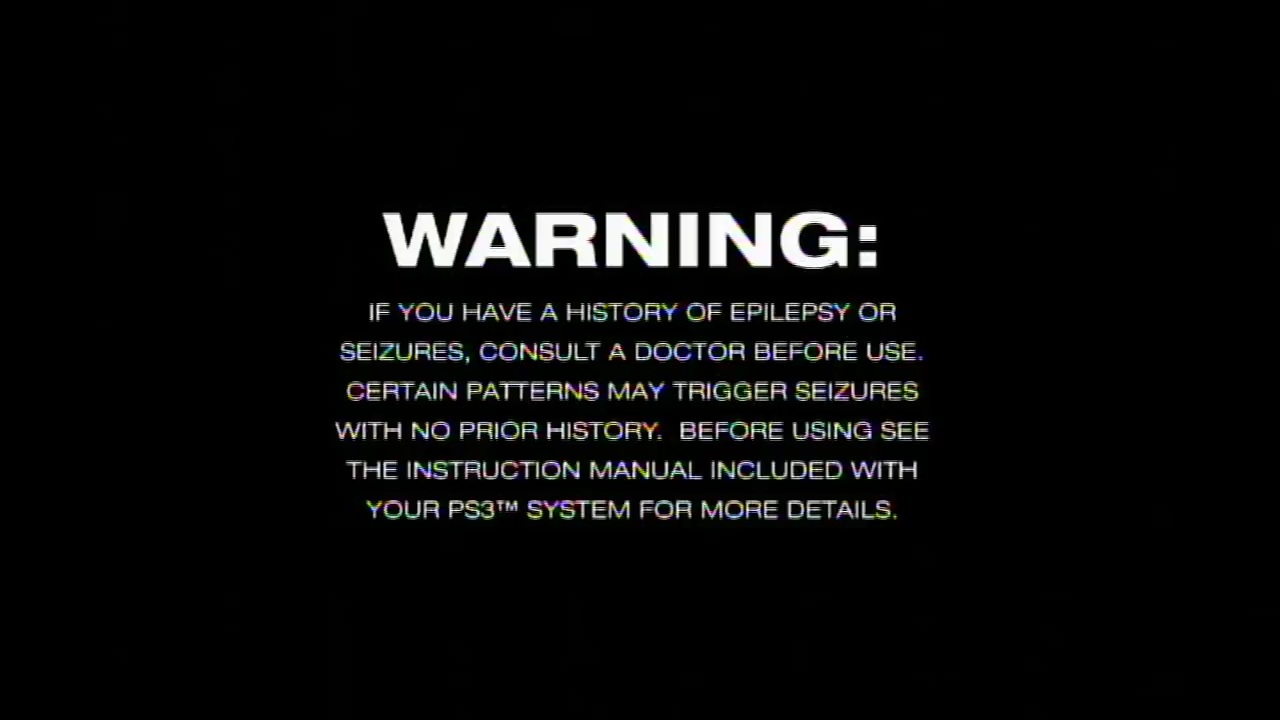 WARNING:
IF YOU HAVE A HISTORY OF EPILEPSY OR
SEIZURES, CONSULT A DOCTOR BEFORE USE.
CERTAIN PATTERNS MAY TRIGGER SEIZURES
WITH NO PRIOR HISTORY.  BEFORE USING SEE
THE INSTRUCTION MANUAL INCLUDED WITH
YOUR PS3™ SYSTEM FOR MORE DETAILS.